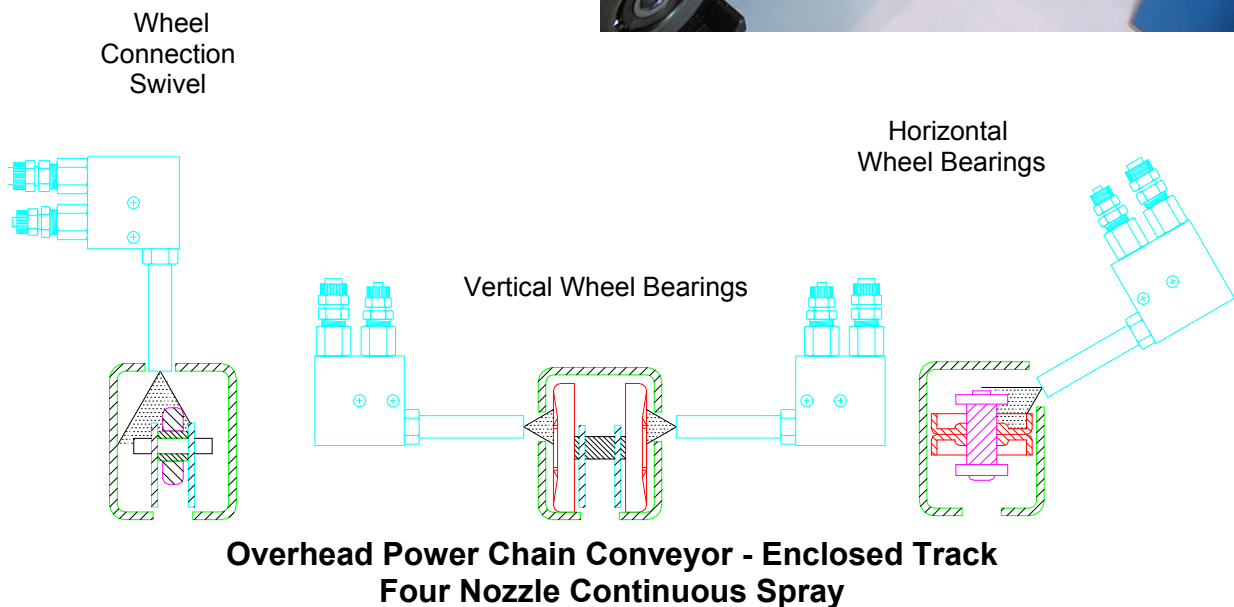 Wheel
Connection
Swivel
Horizontal
Wheel Bearings
Vertical Wheel Bearings
Overhead Power Chain Conveyor - Enclosed Track
Four Nozzle Continuous Spray